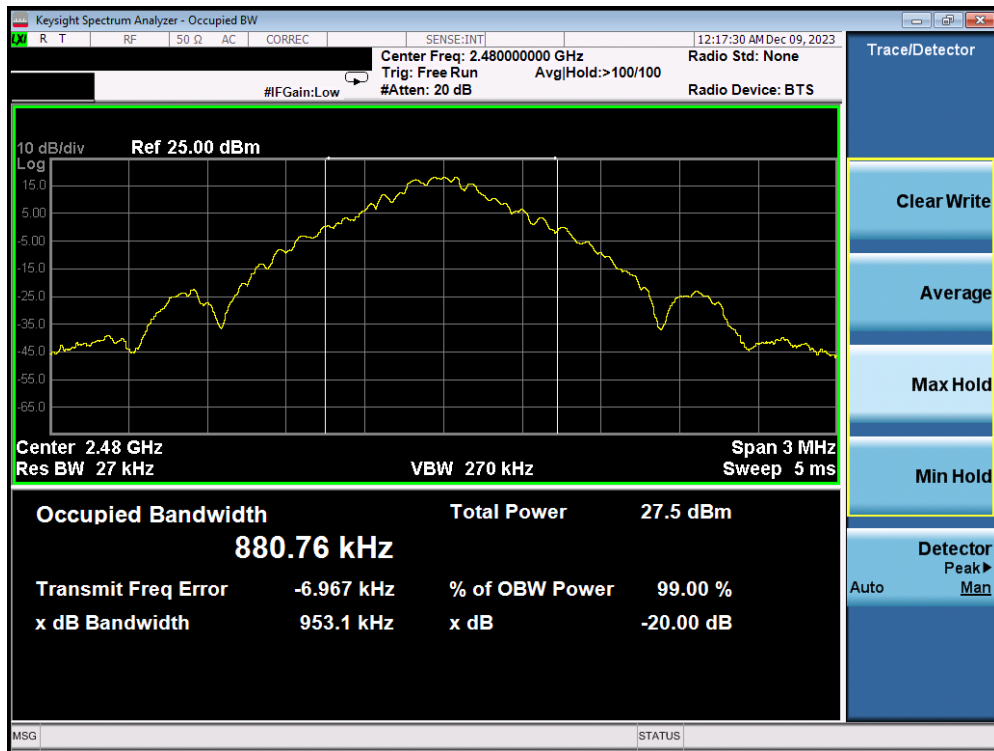 Keysight Spectrum Analyzer - Occupied BW
LXI R T RF 50 Ω AC CORREC SENSE:INT 12:17:30 AM Dec 09, 2023
Center Freq: 2.480000000 GHz Radio Std: None
Trig: Free Run Avg|Hold:>100/100
#IFGain:Low #Atten: 20 dB Radio Device: BTS
10 dB/div Ref 25.00 dBm
Log
15.0
5.00
-5.00
-15.0
-25.0
-35.0
-45.0
-55.0
-65.0
Center 2.48 GHz Span 3 MHz
Res BW 27 kHz VBW 270 kHz Sweep 5 ms
Occupied Bandwidth Total Power 27.5 dBm
880.76 kHz
Transmit Freq Error -6.967 kHz % of OBW Power 99.00 %
x dB Bandwidth 953.1 kHz x dB -20.00 dB
MSG STATUS
Trace/Detector
Clear Write
Average
Max Hold
Min Hold
Detector
Peak▶
Auto Man